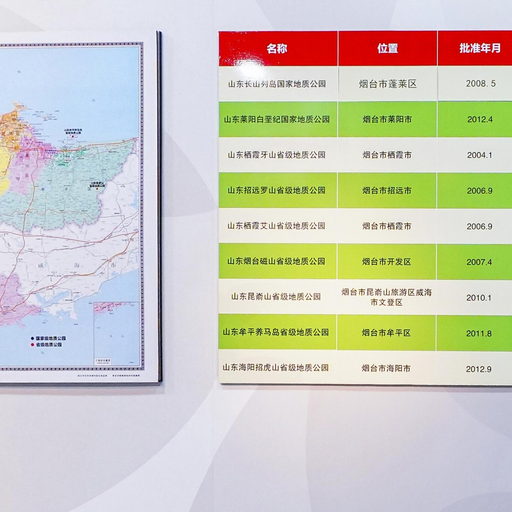 名称 位置 批准年月
山东长山列岛国家地质公园 烟台市蓬莱区 2008. 5
山东莱阳白垩纪国家地质公园 烟台市莱阳市 2012.4
山东栖霞牙山省级地质公园 烟台市栖霞市 2004.1
山东招远罗山省级地质公园 烟台市招远市 2006.9
山东栖霞艾山省级地质公园 烟台市栖霞市 2006.9
山东烟台磁山省级地质公园 烟台市开发区 2007.4
山东昆嵛山省级地质公园 烟台市昆嵛山旅游区威海
市文登区 2010.1
山东牟平养马岛省级地质公园 烟台市牟平区 2011.8
山东海阳招虎山省级地质公园 烟台市海阳市 2012.9
威 海 市
国家级地质公园
省级地质公园